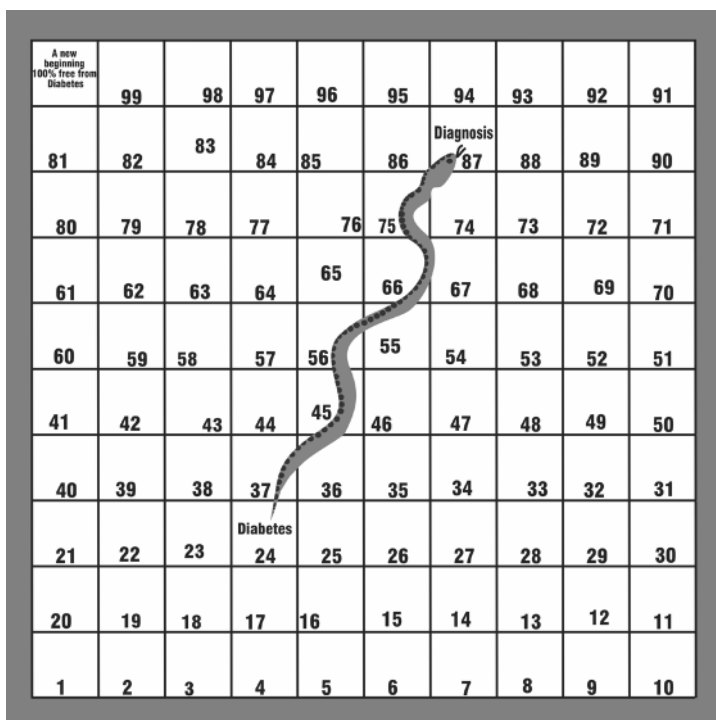 A new
beginning
100% free from
Diabetes
99 98 97 96 95 94 93 92 91
Diagnosis
81 82 83 84 85 86 87 88 89 90
80 79 78 77 76 75 74 73 72 71
61 62 63 64 65 66 67 68 69 70
60 59 58 57 56 55 54 53 52 51
41 42 43 44 45 46 47 48 49 50
40 39 38 37 36 35 34 33 32 31
Diabetes
21 22 23 24 25 26 27 28 29 30
20 19 18 17 16 15 14 13 12 11
1 2 3 4 5 6 7 8 9 10